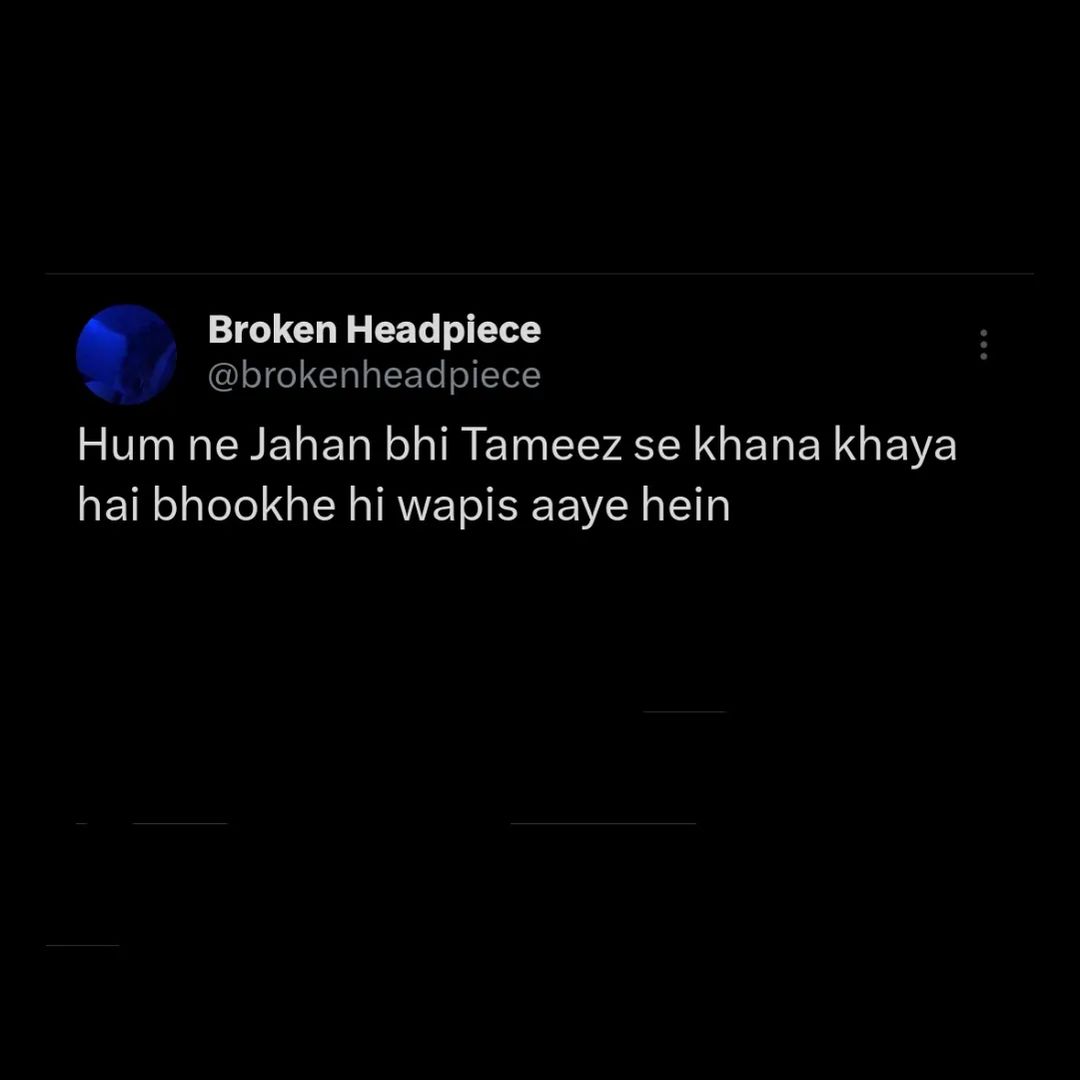 Broken Headpiece
@brokenheadpiece
Hum ne Jahan bhi Tameez se khana khaya
hai bhookhe hi wapis aaye hein